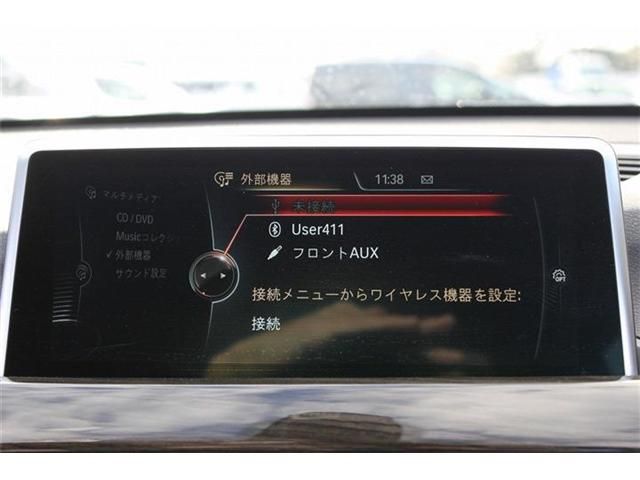 外部機器
11:38
マルチメディア
CD / DVD
Musicコレクシ
✓外部機器
サウンド設定
未接続
User411
フロントAUX
接続メニューからワイヤレス機器を設定:
接続
OPT